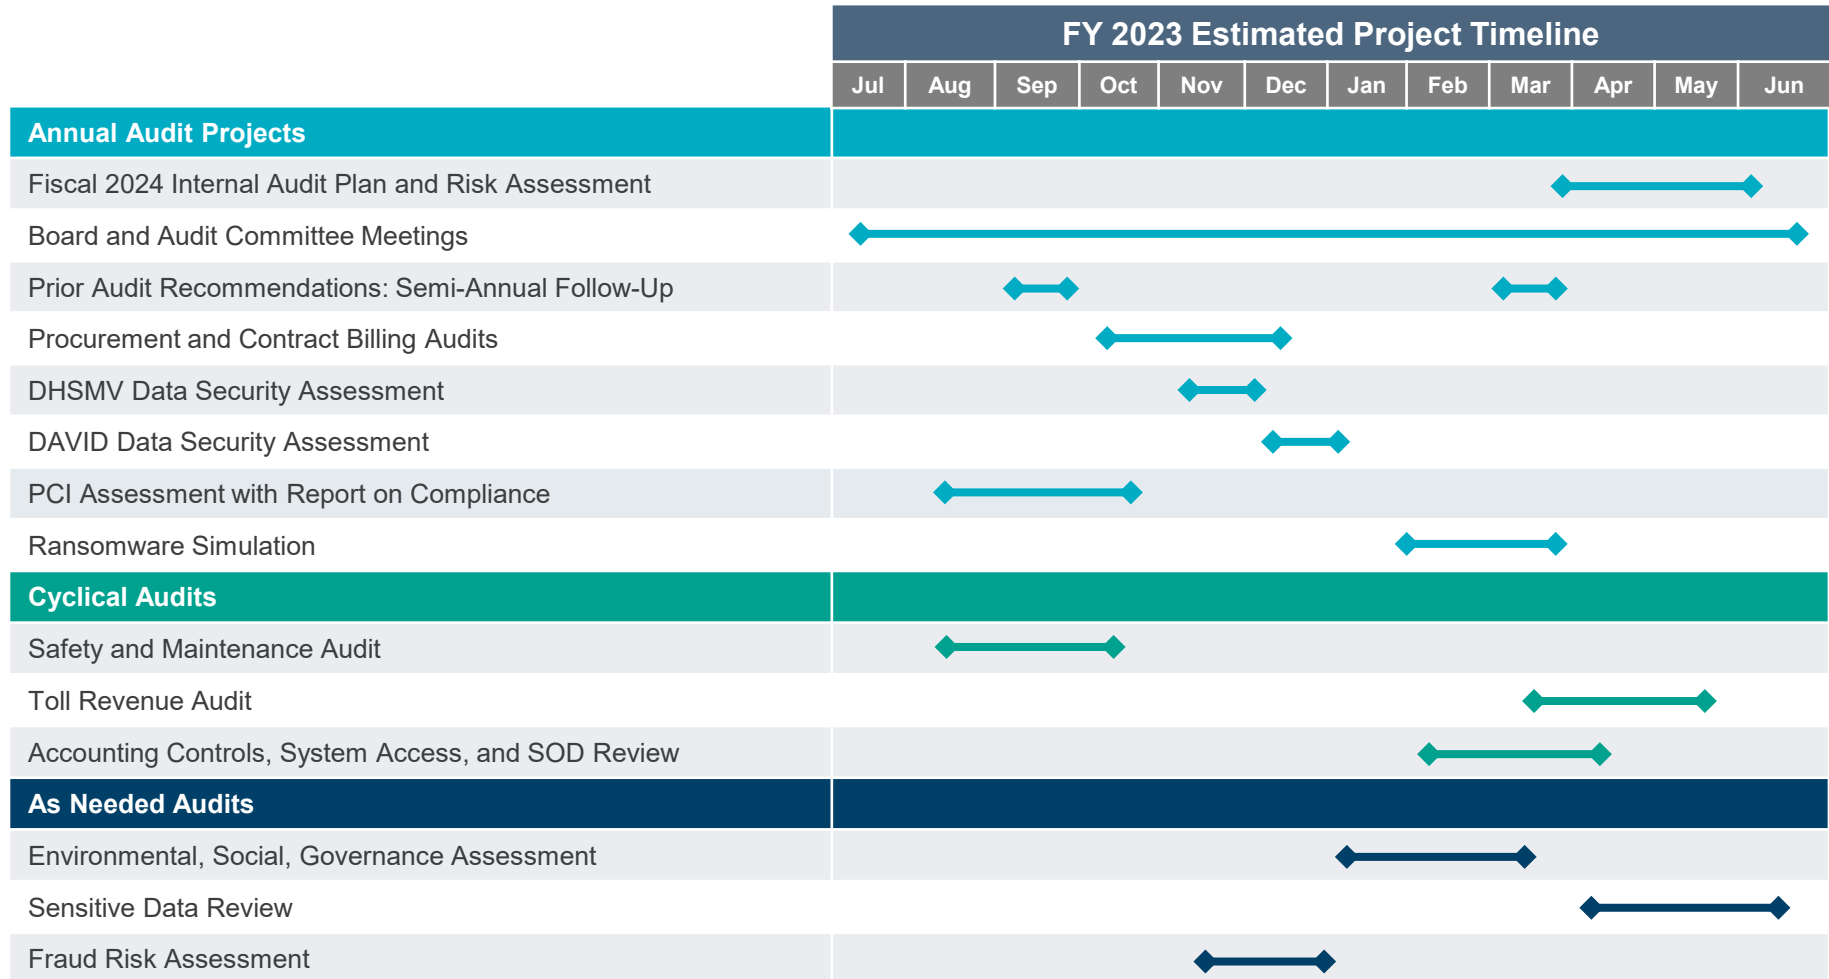 FY 2023 Estimated Project Timeline
Jul Aug Sep Oct Nov Dec Jan Feb Mar Apr May Jun
Annual Audit Projects
Fiscal 2024 Internal Audit Plan and Risk Assessment
Board and Audit Committee Meetings
Prior Audit Recommendations: Semi-Annual Follow-Up
Procurement and Contract Billing Audits
DHSMV Data Security Assessment
DAVID Data Security Assessment
PCI Assessment with Report on Compliance
Ransomware Simulation
Cyclical Audits
Safety and Maintenance Audit
Toll Revenue Audit
Accounting Controls, System Access, and SOD Review
As Needed Audits
Environmental, Social, Governance Assessment
Sensitive Data Review
Fraud Risk Assessment